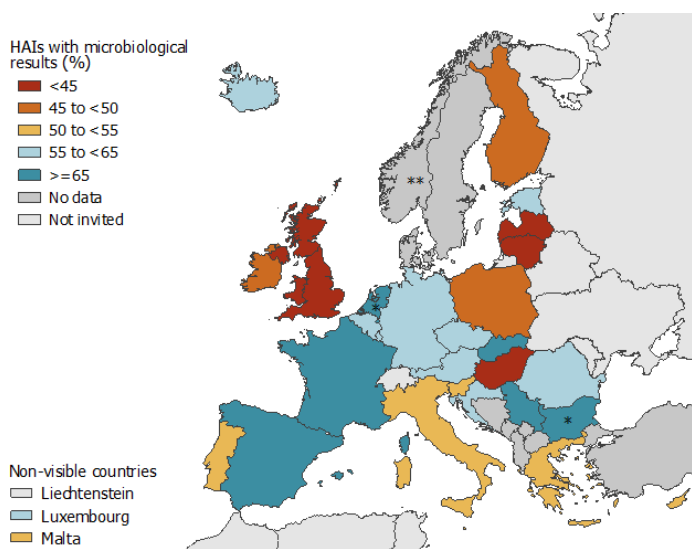 HAIs with microbiological
results (%)
<45
45 to <50
50 to <55
55 to <65
>=65
No data
Not invited
**
*
*
Non-visible countries
Liechtenstein
Luxembourg
Malta